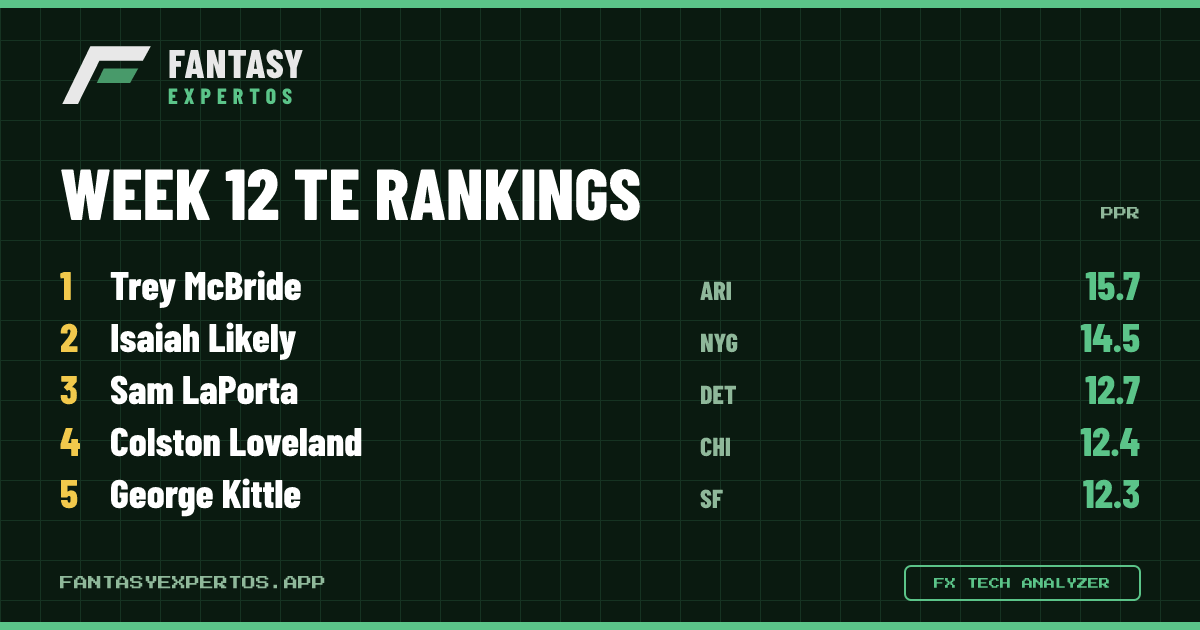 FANTASY
EXPERTOS
WEEK 12 TE RANKINGS
PPR
1 Trey McBride ARI 15.7
2 Isaiah Likely NYG 14.5
3 Sam LaPorta DET 12.7
4 Colston Loveland CHI 12.4
5 George Kittle SF 12.3
FANTASYEXPERTOS.APP
FX TECH ANALYZER